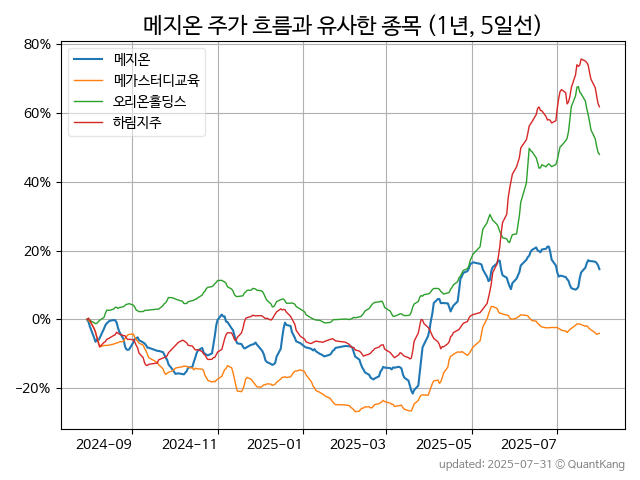 메지온 주가 흐름과 유사한 종목 (1년, 5일선)
메지온
메가스터디교육
오리온홀딩스
하림지주
80%
60%
40%
20%
0%
−20%
2024-09 2024-11 2025-01 2025-03 2025-05 2025-07
updated: 2025-07-31 © QuantKang